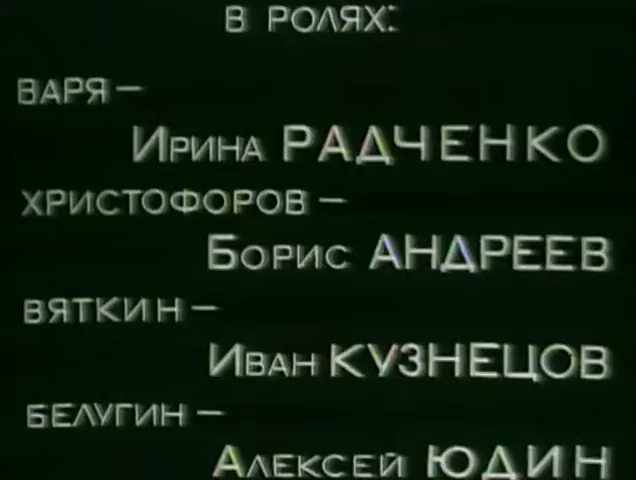 В РОЛЯХ:
ВАРЯ –
Ирина РАДЧЕНКО
ХРИСТОФОРОВ –
Борис АНДРЕЕВ
ВЯТКИН –
Иван КУЗНЕЦОВ
БЕЛУГИН –
Алексей ЮДИН